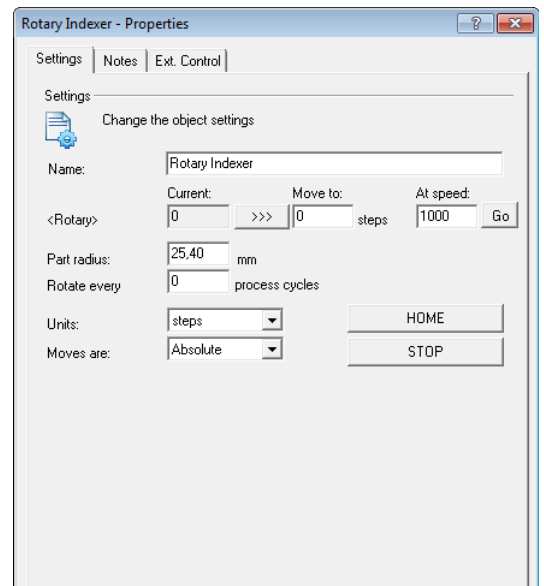 Rotary Indexer - Properties
Settings Notes Ext. Control
Settings
Change the object settings
Name: Rotary Indexer
Current: Move to: At speed:
<Rotary> 0 >>> 0 steps 1000 Go
Part radius: 25,40 mm
Rotate every 0 process cycles
Units: steps HOME
Moves are: Absolute STOP